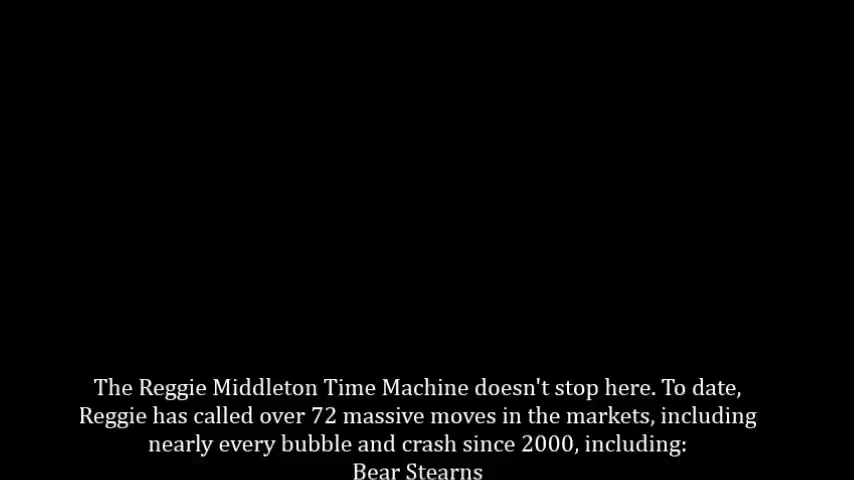 The Reggie Middleton Time Machine doesn't stop here. To date,
Reggie has called over 72 massive moves in the markets, including
nearly every bubble and crash since 2000, including:
Bear Stearns